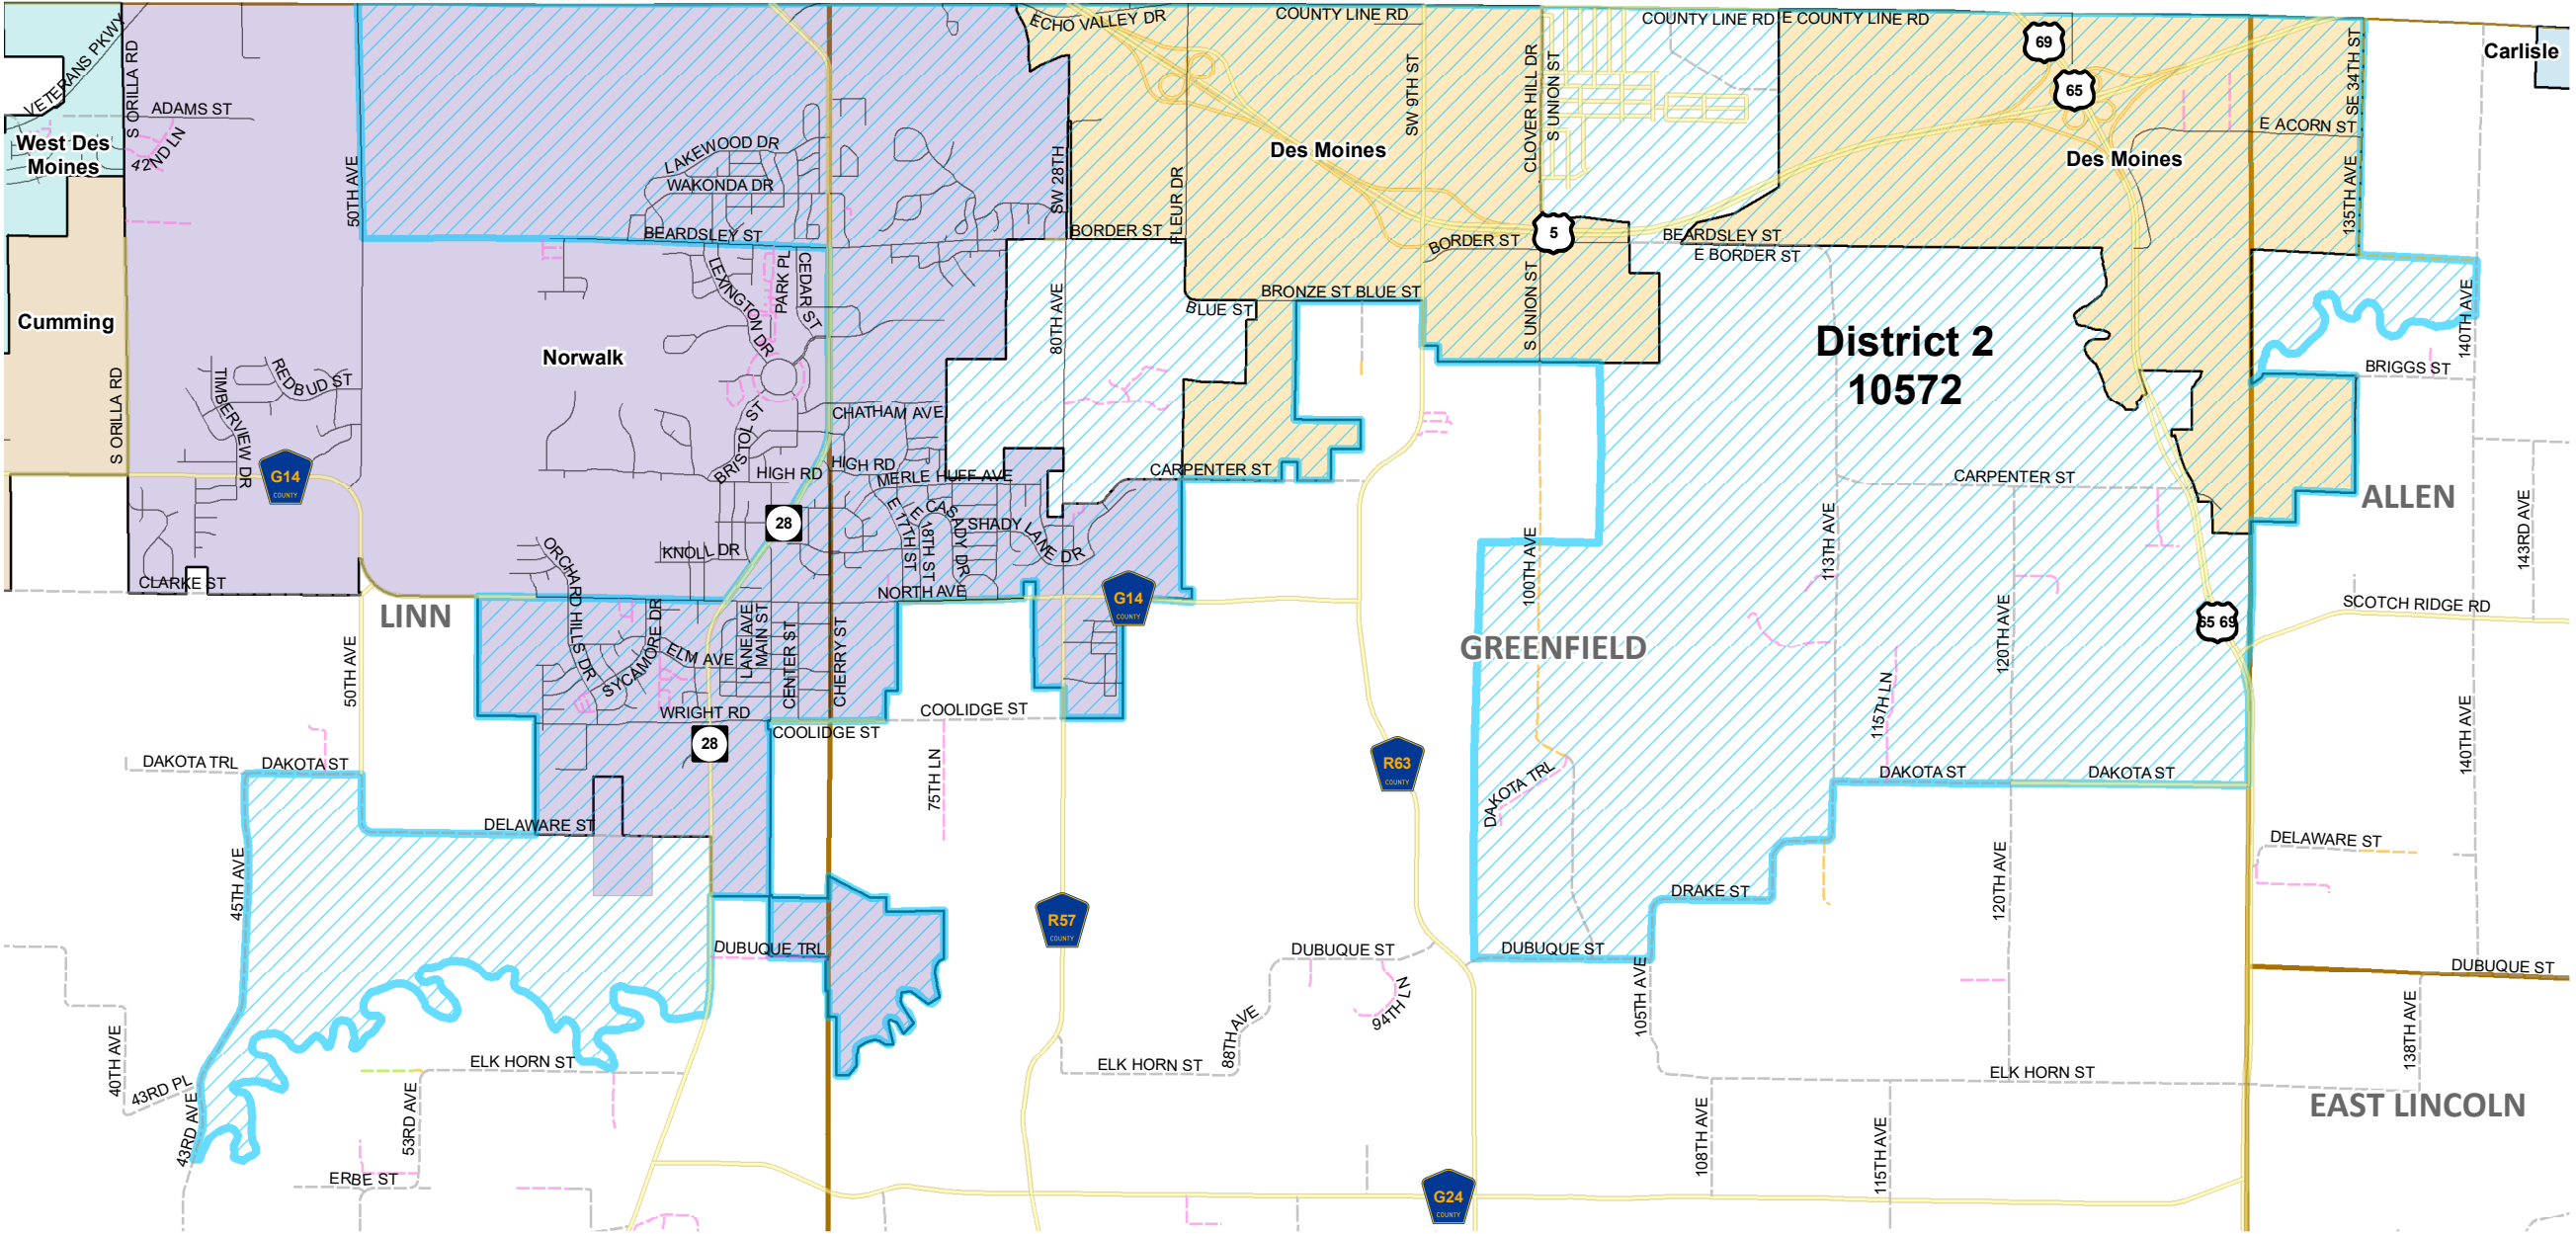 ECHO VALLEY DR
COUNTY LINE RD
COUNTY LINE RD
E COUNTY LINE RD
69
65
Carlisle
VETERANS PKWY
S ORILLA RD
ADAMS ST
42ND LN
West Des
Moines
50TH AVE
LAKEWOOD DR
WAKONDA DR
BEARDSLEY ST
SW 28TH
FLEUR DR
BORDER ST
Des Moines
SW 9TH ST
CLOVER HILL DR
S UNION ST
5
BORDER ST
BEARDSLEY ST
E BORDER ST
Des Moines
SE 34TH ST
E ACORN ST
135TH AVE
Cumming
S ORILLA RD
Norwalk
LEXINGTON DR
PARK PL
CEDAR ST
80TH AVE
BLUE ST
BRONZE ST
BLUE ST
S UNION ST
District 2
10572
140TH AVE
BRIGGS ST
TIMBERVIEW DR
REDBUD ST
G14
COUNTY
BRISTOL ST
CHATHAM AVE
HIGH RD
HIGH RD
MERLE HUFF AVE
CARPENTER ST
CARPENTER ST
ALLEN
143RD AVE
28
KNOLL DR
E 17TH ST
E 18TH ST
CASADY DR
SHADY LANE DR
100TH AVE
113TH AVE
CLARKE ST
LINN
ORCHARD HILLS DR
NORTH AVE
G14
COUNTY
SCOTCH RIDGE RD
65 69
50TH AVE
SYCAMORE DR
ELM AVE
LANE AVE
MAIN ST
CENTER ST
CHERRY ST
GREENFIELD
120TH AVE
115TH LN
WRIGHT RD
28
COOLIDGE ST
COOLIDGE ST
75TH LN
R63
COUNTY
140TH AVE
DAKOTA TRL
DAKOTA ST
DAKOTA TRL
DAKOTA ST
DAKOTA ST
DELAWARE ST
DELAWARE ST
45TH AVE
R57
COUNTY
DRAKE ST
120TH AVE
DUBUQUE TRL
DUBUQUE ST
DUBUQUE ST
DUBUQUE ST
94TH LN
88TH AVE
105TH AVE
138TH AVE
40TH AVE
43RD PL
43RD AVE
53RD AVE
ELK HORN ST
ELK HORN ST
ELK HORN ST
EAST LINCOLN
108TH AVE
115TH AVE
ERBE ST
G24
COUNTY